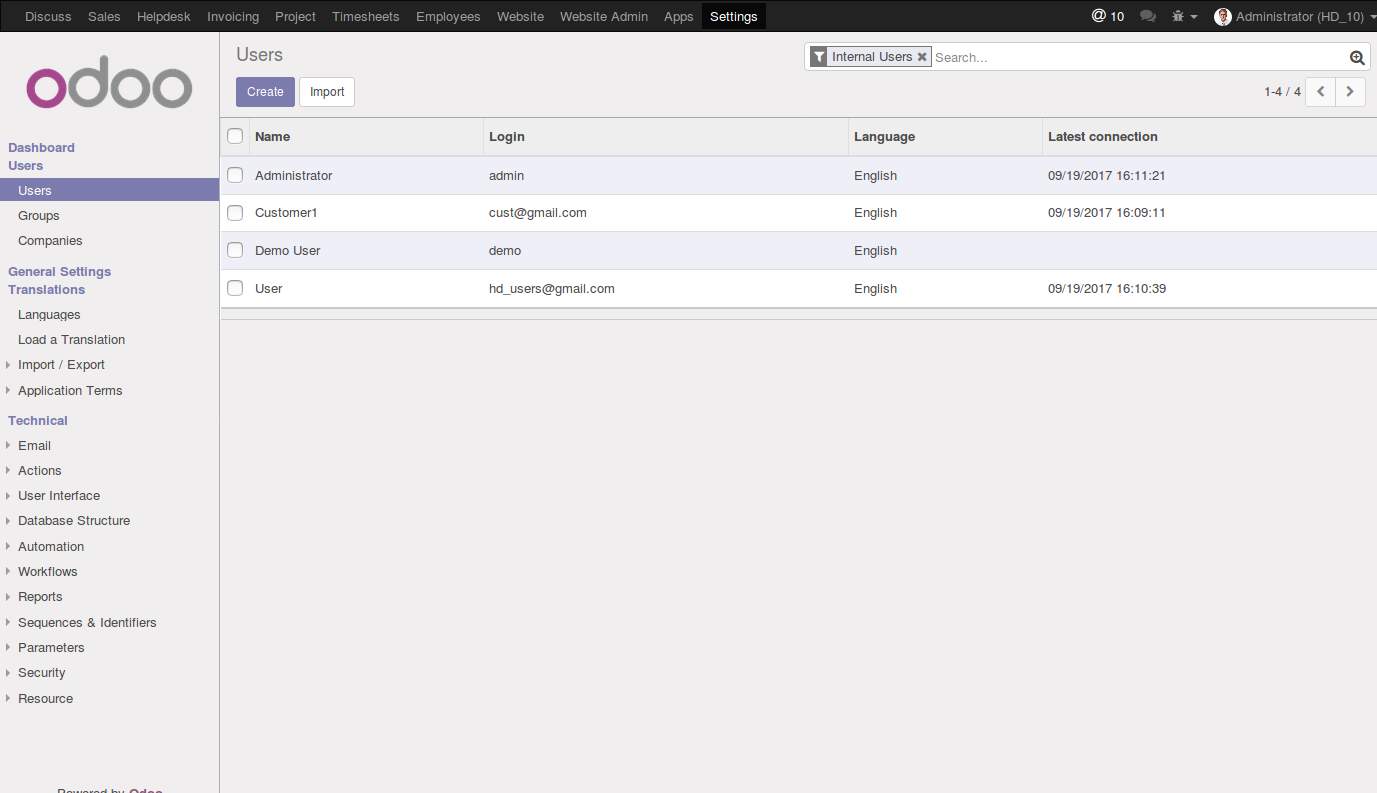 Discuss Sales Helpdesk Invoicing Project Timesheets Employees Website Website Admin Apps Settings @ 10 Administrator (HD_10)
odoo
Users
Internal Users Search...
Create Import
1-4 / 4
Dashboard
Users
Users
Groups
Companies
General Settings
Translations
Languages
Load a Translation
Import / Export
Application Terms
Technical
Email
Actions
User Interface
Database Structure
Automation
Workflows
Reports
Sequences & Identifiers
Parameters
Security
Resource
Powered by Odoo
Name Login Language Latest connection
Administrator admin English 09/19/2017 16:11:21
Customer1 cust@gmail.com English 09/19/2017 16:09:11
Demo User demo English
User hd_users@gmail.com English 09/19/2017 16:10:39